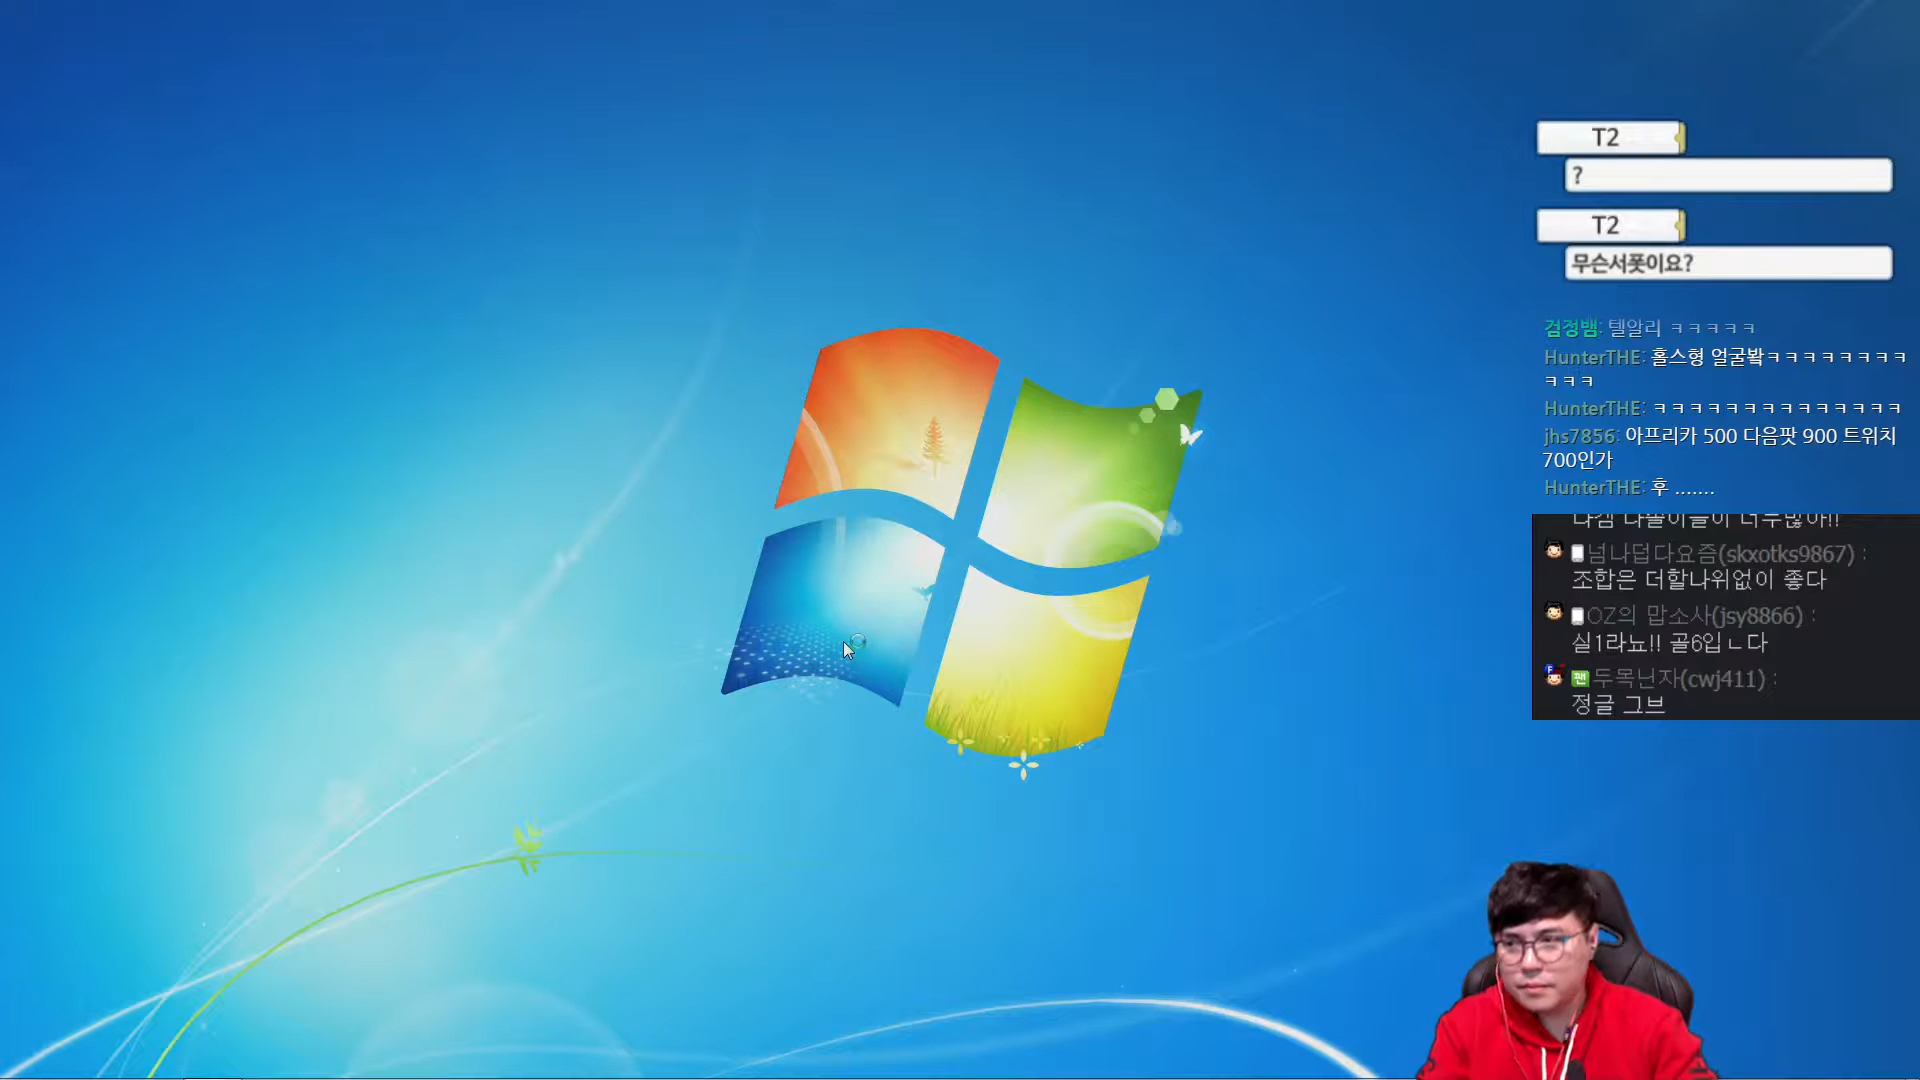 T2
?
T2
무슨서폿이요?
검정뱀: 텔알리 ㅋㅋㅋㅋㅋ
HunterTHE: 홀스형 얼굴봨ㅋㅋㅋㅋㅋㅋㅋㅋ
ㅋㅋㅋ
HunterTHE: ㅋㅋㅋㅋㅋㅋㅋㅋㅋㅋㅋㅋㅋㅋ
jhs7856: 아프리카 500 다음팟 900 트위치
700인가
HunterTHE: 후 .......
넘나덥다요즘(skxotks9867) :
조합은 더할나위없이 좋다
OZ의 맙소사(jsy8866) :
실1라뇨!! 골6입ㄴ다
팬 두목닌자(cwj411) :
정글 그브